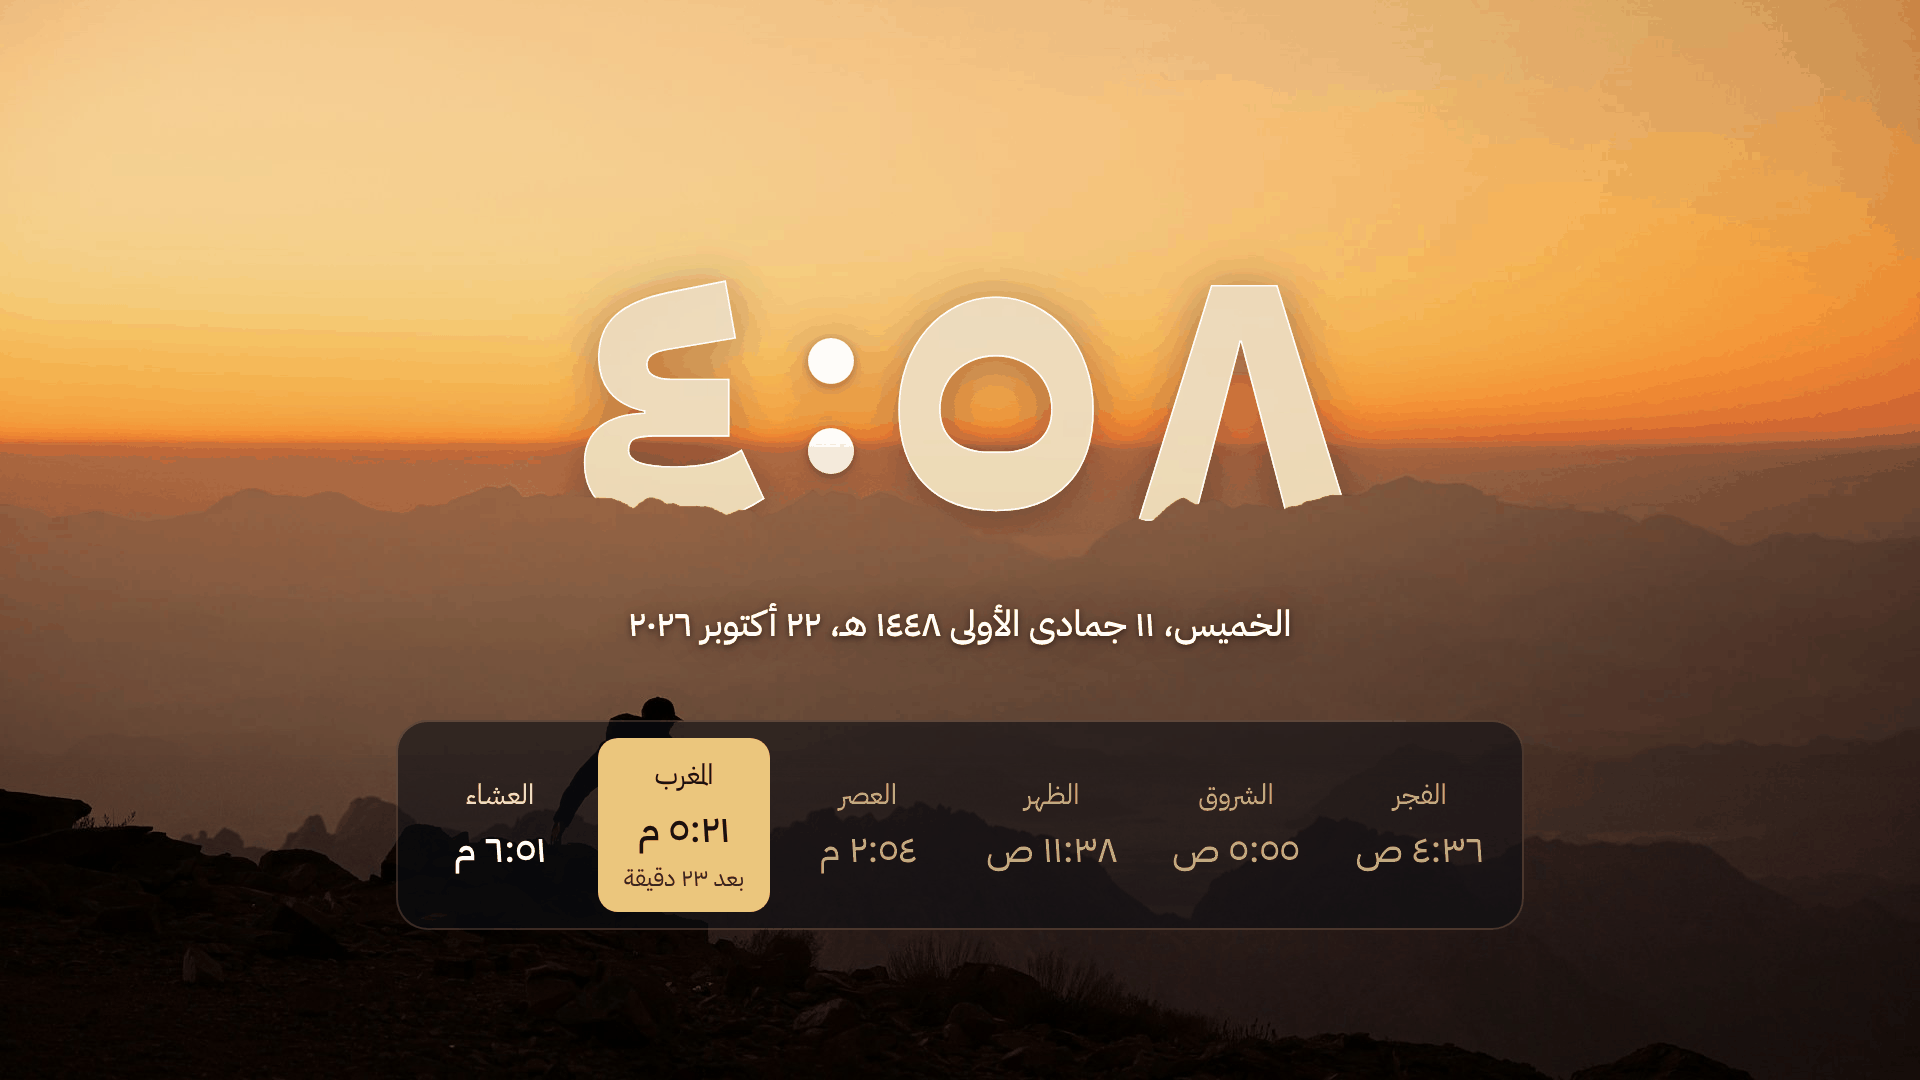 ٤:٥٨
الخميس، ١١ جمادى الأولى ١٤٤٨ هـ، ٢٢ أكتوبر ٢٠٢٦
الفجر
٤:٣٦ ص
الشروق
٥:٥٥ ص
الظهر
١١:٣٨ ص
العصر
٢:٥٤ م
المغرب
٥:٢١ م
بعد ٢٣ دقيقة
العشاء
٦:٥١ م